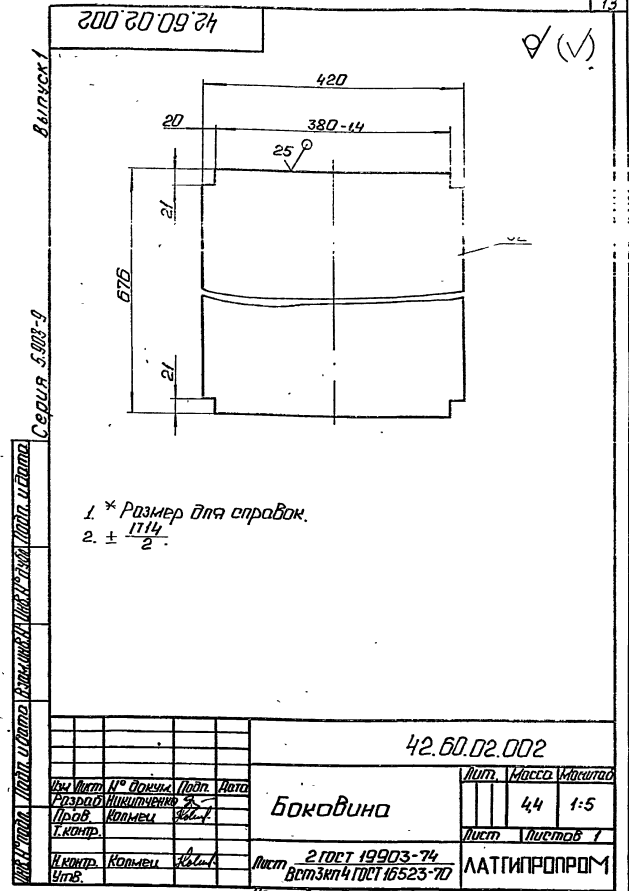 13
42.60.02.002
Выпуск 1
Серия 5.903-9
420
20
380-1,4
25
21
676
21
1. * Размер для справок.
2. ± IT14
2
42.60.02.002
Изм Лист № докум. Подп. Дата
Разраб Никитченко
Пров. Колмец
Т.контр.
Н.контр. Колмец
Утв.
Боковина
Лит. Масса Масштаб
4,4 1:5
Лист Листов 1
Лист 2 ГОСТ 19903-74
Вст3кп4 ГОСТ 16523-70
ЛАТГИПРОПРОМ
Инв.№ подл. Подп. и дата Взам.инв.№ Инв.№ дубл. Подп. и дата